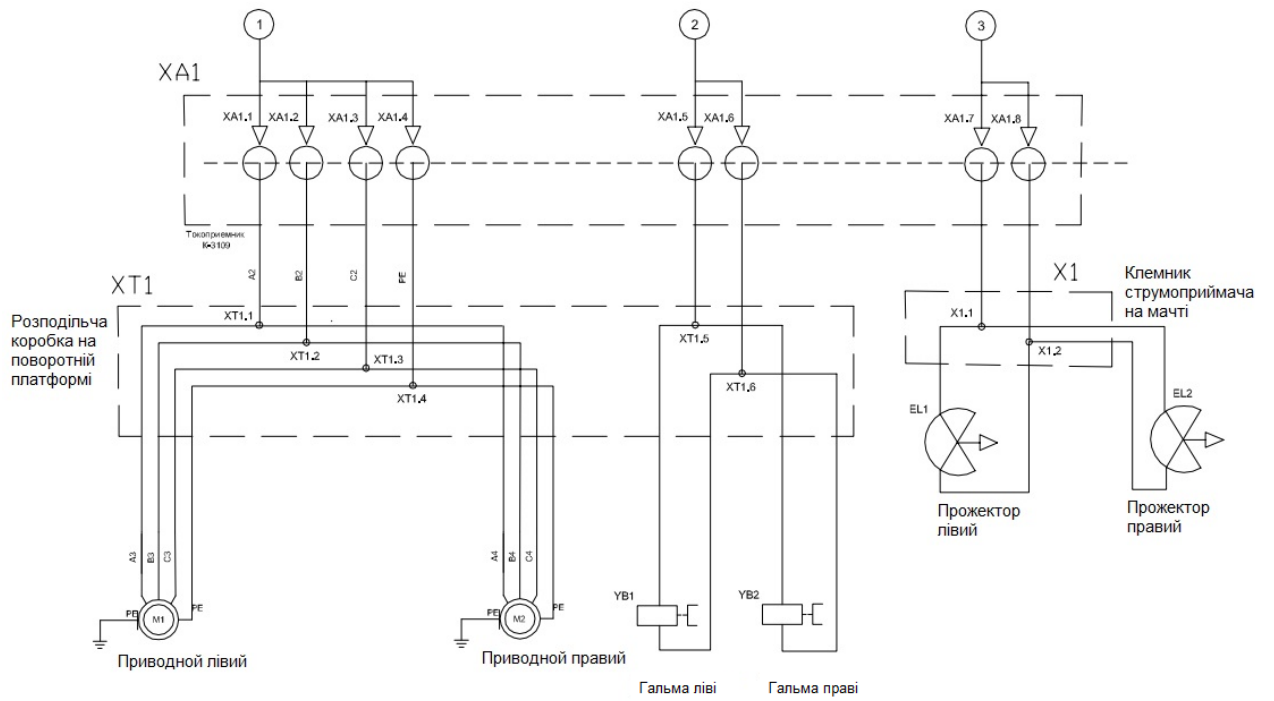 1
2
3
XA1
XA1.1
XA1.2
XA1.3
XA1.4
XA1.5
XA1.6
XA1.7
XA1.8
Токоприемник
К-3109
A2
B2
C2
PE
XT1
X1
Клемник
струмоприймача
на мачті
Розподільча
коробка на
поворотній
платформі
XT1.1
XT1.2
XT1.3
XT1.4
XT1.5
XT1.6
X1.1
X1.2
EL1
EL2
Прожектор
лівий
Прожектор
правий
A3
B3
C3
A4
B4
C4
PE
M1
PE
PE
M2
PE
YB1
YB2
Приводной лівий
Приводной правий
Гальма ліві
Гальма праві